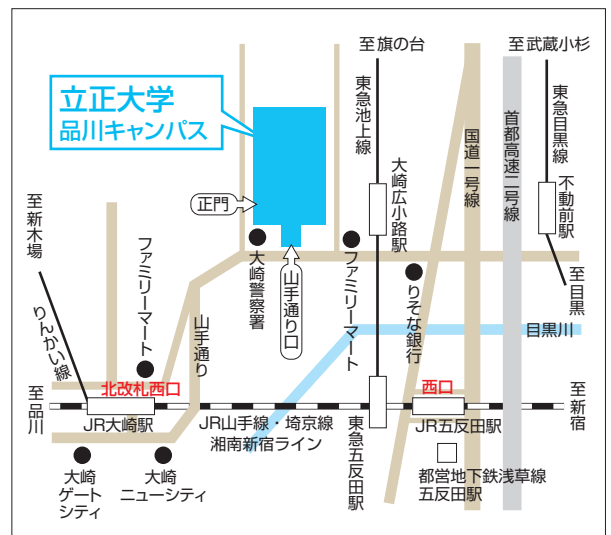 至旗の台
至武蔵小杉
立正大学
品川キャンパス
東急池上線
国道一号線
首都高速二号線
東急目黒線
不動前駅
大崎広小路駅
正門
至新木場
ファミリーマート
大崎警察署
山手通り口
ファミリーマート
りそな銀行
至目黒
りんかい線
山手通り
目黒川
北改札西口
西口
至品川
JR大崎駅
JR山手線・埼京線
湘南新宿ライン
東急五反田駅
JR五反田駅
至新宿
大崎
ゲート
シティ
大崎
ニューシティ
都営地下鉄浅草線
五反田駅